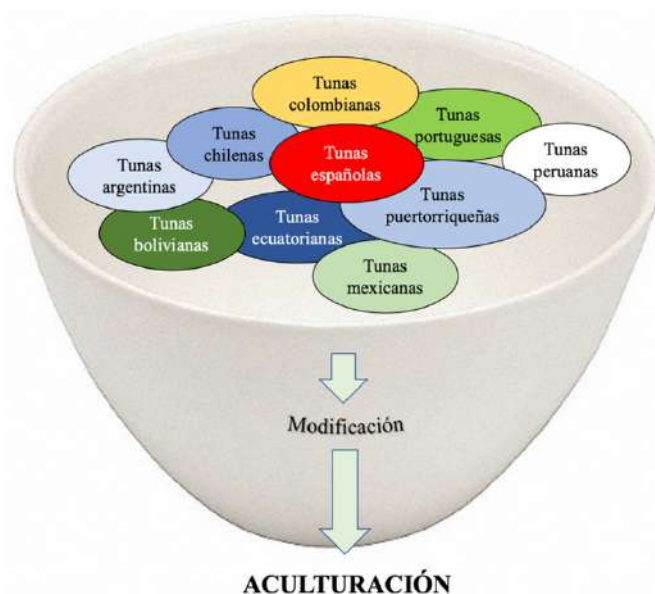 Tunas
colombianas
Tunas
portuguesas
Tunas
chilenas
Tunas
españolas
Tunas
peruanas
Tunas
argentinas
Tunas
puertorriqueñas
Tunas
bolivianas
Tunas
ecuatorianas
Tunas
mexicanas
Modificación
ACULTURACIÓN